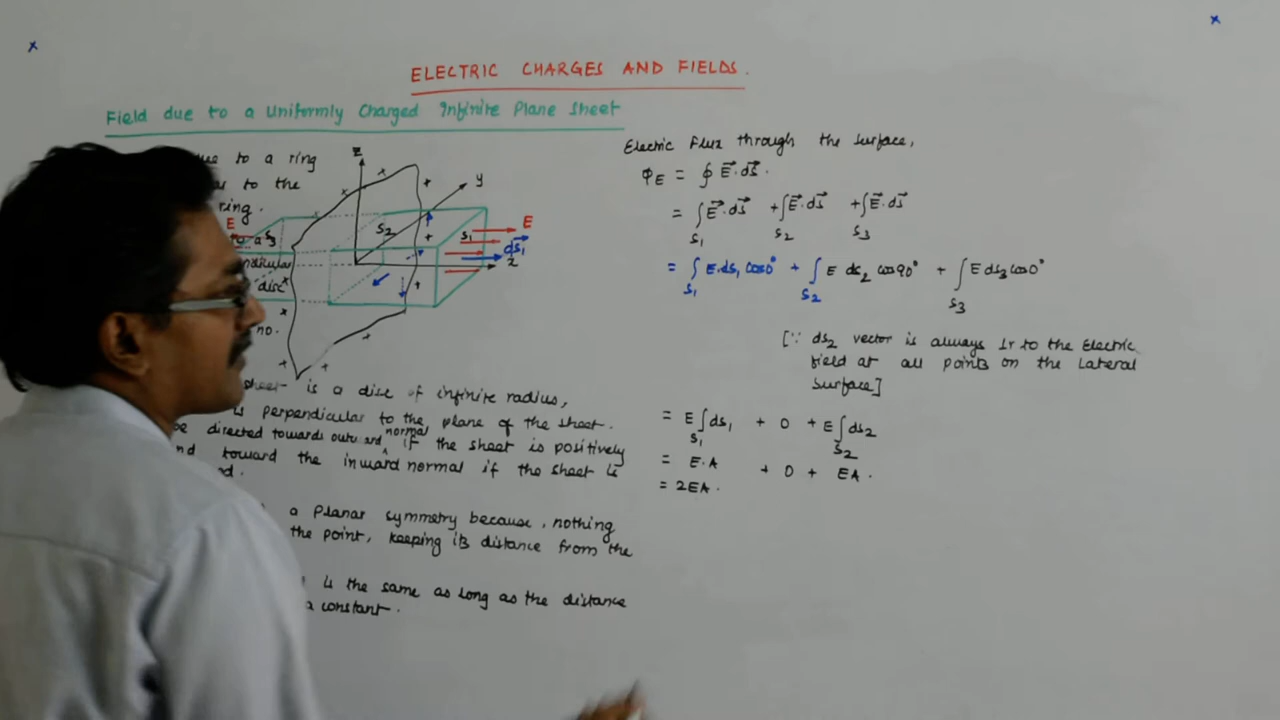 ELECTRIC CHARGES AND FIELDS.
Field due to a Uniformly Charged Infinite Plane Sheet
to a ring
to the
ring.
to a
disc
no.
z
y
x
E
S3
S2
S1
E
dS1
is a disc of infinite radius,
is perpendicular to the plane of the sheet.
be directed towards outward normal if the sheet is positively
toward the inward normal if the sheet is
a Planar symmetry because, nothing
the point, keeping its distance from the
is the same as long as the distance
a constant.
Electric Flux through the surface,
ΦE = ∮ E⃗.dS⃗.
= ∫S1 E⃗.dS⃗ + ∫S2 E⃗.dS⃗ + ∫S3 E⃗.dS⃗
= ∫S1 E.ds1 cos0° + ∫S2 E ds2 cos90° + ∫S3 E ds3 cos0°
[∵ ds2 vector is always ⊥r to the Electric
field at all points on the Lateral
surface]
= E∫S1 ds1 + 0 + E∫S2 ds2
= E.A + 0 + EA.
= 2EA.